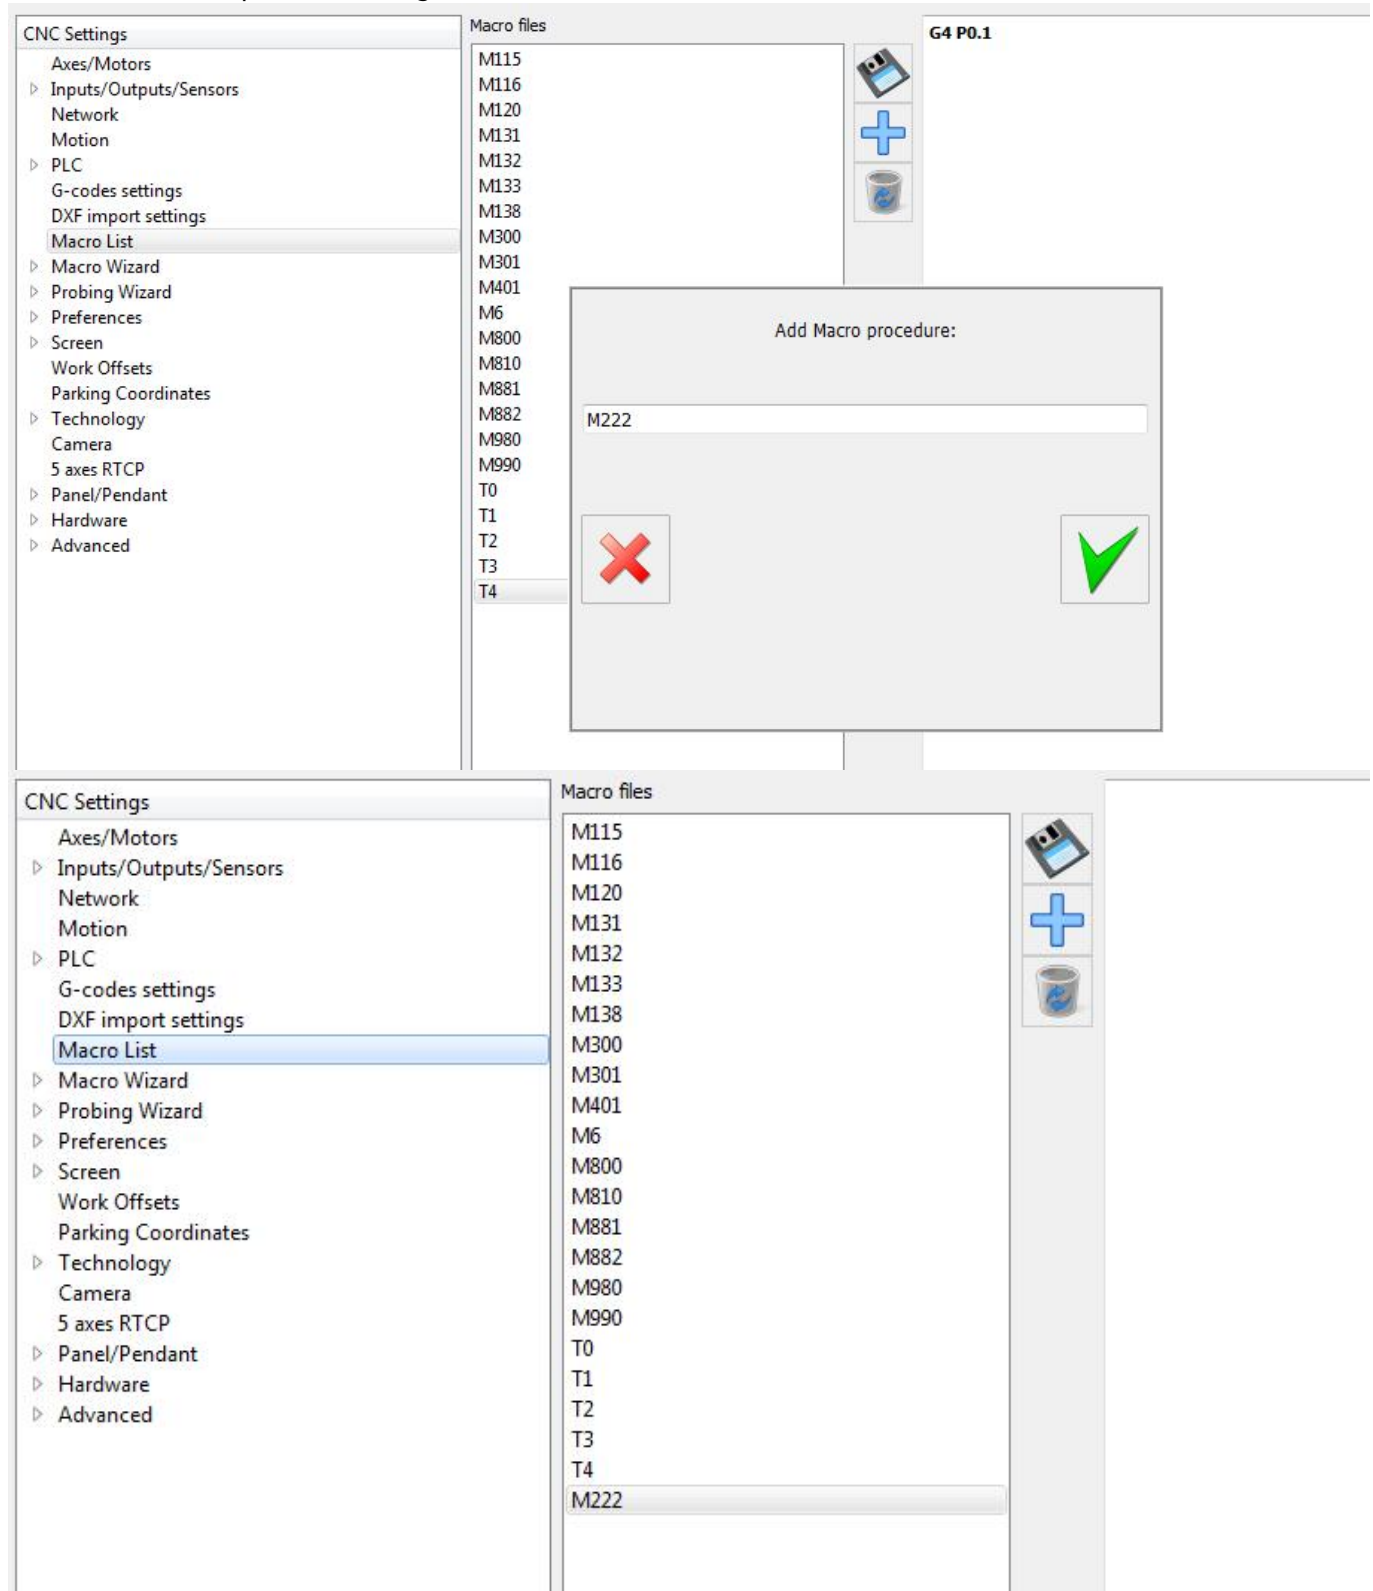 CNC Settings
Axes/Motors
Inputs/Outputs/Sensors
Network
Motion
PLC
G-codes settings
DXF import settings
Macro List
Macro Wizard
Probing Wizard
Preferences
Screen
Work Offsets
Parking Coordinates
Technology
Camera
5 axes RTCP
Panel/Pendant
Hardware
Advanced
Macro files
M115
M116
M120
M131
M132
M133
M138
M300
M301
M401
M6
M800
M810
M881
M882
M980
M990
T0
T1
T2
T3
T4
G4 P0.1
Add Macro procedure:
M222
CNC Settings
Axes/Motors
Inputs/Outputs/Sensors
Network
Motion
PLC
G-codes settings
DXF import settings
Macro List
Macro Wizard
Probing Wizard
Preferences
Screen
Work Offsets
Parking Coordinates
Technology
Camera
5 axes RTCP
Panel/Pendant
Hardware
Advanced
Macro files
M115
M116
M120
M131
M132
M133
M138
M300
M301
M401
M6
M800
M810
M881
M882
M980
M990
T0
T1
T2
T3
T4
M222